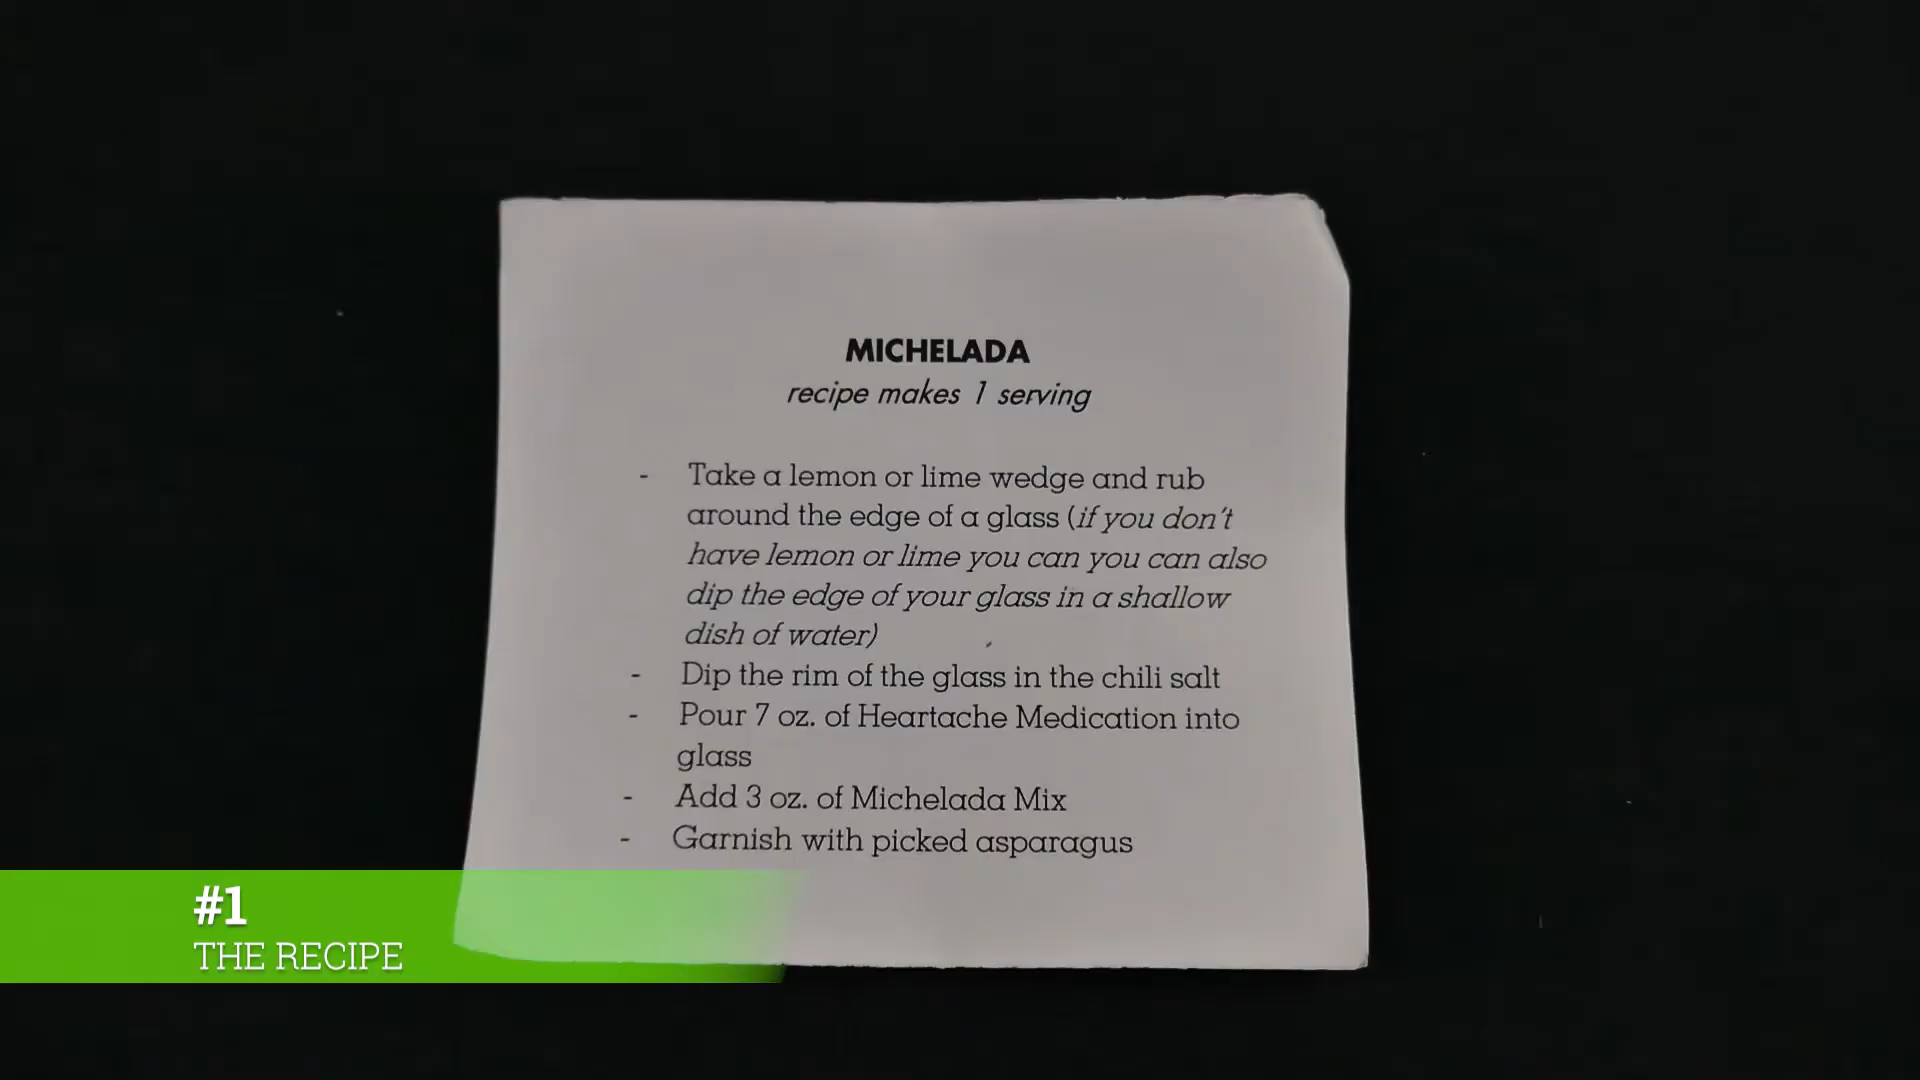 MICHELADA
recipe makes 1 serving
- Take a lemon or lime wedge and rub
around the edge of a glass (if you don't
have lemon or lime you can you can also
dip the edge of your glass in a shallow
dish of water)
- Dip the rim of the glass in the chili salt
- Pour 7 oz. of Heartache Medication into
glass
- Add 3 oz. of Michelada Mix
- Garnish with picked asparagus
#1
THE RECIPE